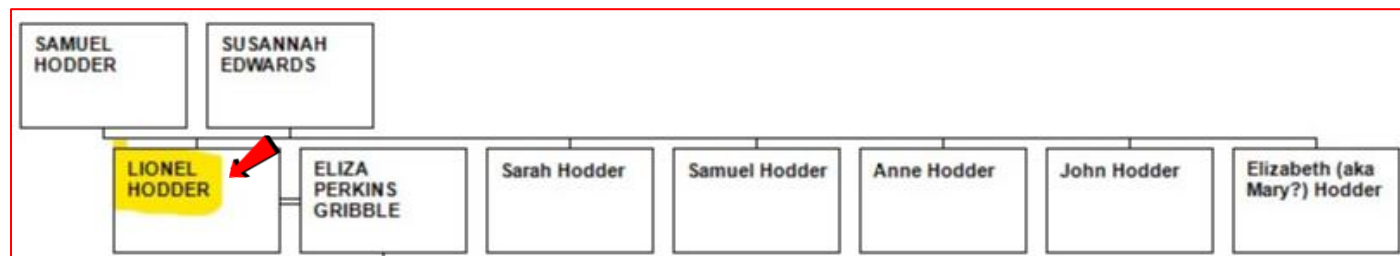 SAMUEL
HODDER
SUSANNAH
EDWARDS
LIONEL
HODDER
ELIZA
PERKINS
GRIBBLE
Sarah Hodder
Samuel Hodder
Anne Hodder
John Hodder
Elizabeth (aka
Mary?) Hodder